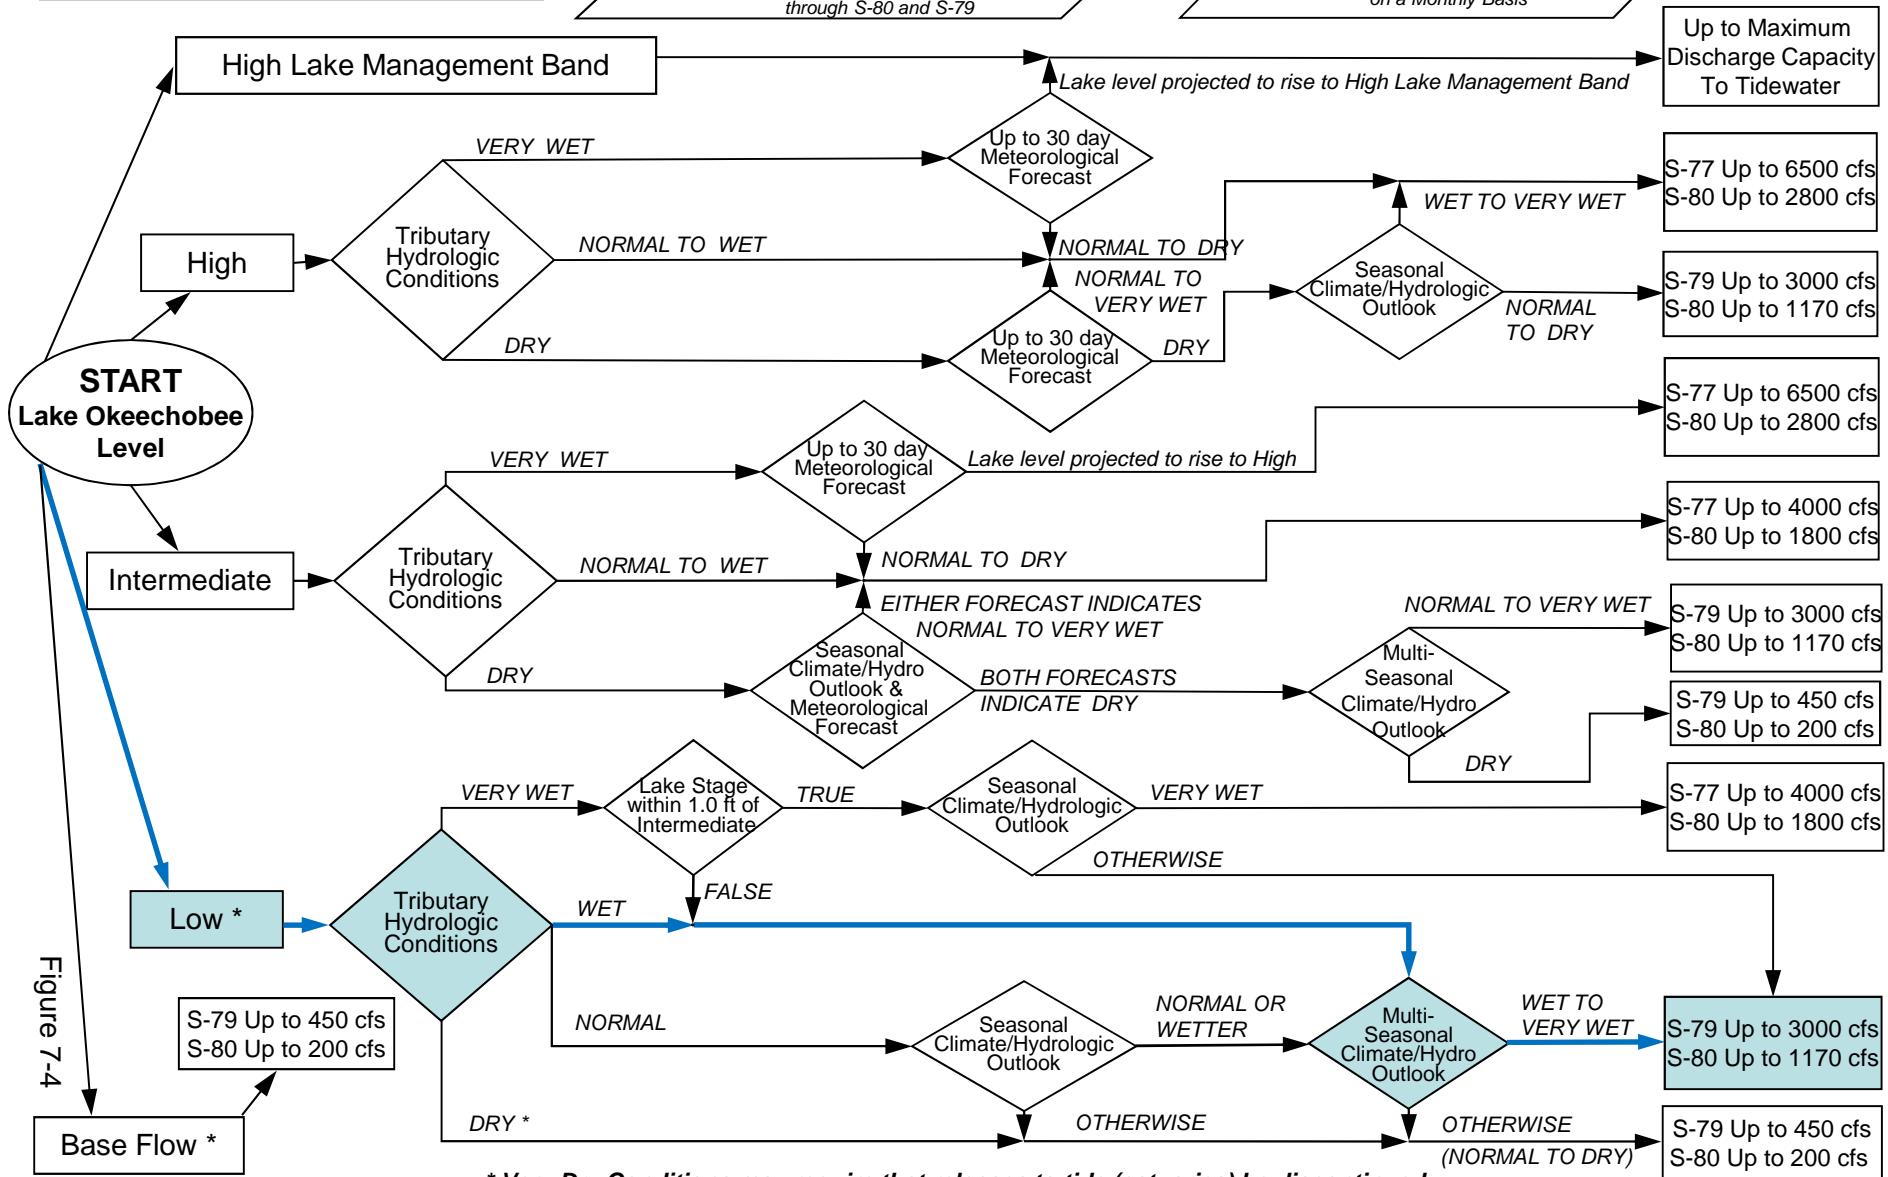 through S-80 and S-79
on a Monthly Basis
High Lake Management Band
Lake level projected to rise to High Lake Management Band
Up to Maximum
Discharge Capacity
To Tidewater
VERY WET
Up to 30 day
Meteorological
Forecast
S-77 Up to 6500 cfs
S-80 Up to 2800 cfs
WET TO VERY WET
High
Tributary
Hydrologic
Conditions
NORMAL TO WET
NORMAL TO DRY
NORMAL TO
VERY WET
Seasonal
Climate/Hydrologic
Outlook
NORMAL
TO DRY
S-79 Up to 3000 cfs
S-80 Up to 1170 cfs
DRY
Up to 30 day
Meteorological
Forecast
DRY
START
Lake Okeechobee
Level
S-77 Up to 6500 cfs
S-80 Up to 2800 cfs
VERY WET
Up to 30 day
Meteorological
Forecast
Lake level projected to rise to High
S-77 Up to 4000 cfs
S-80 Up to 1800 cfs
Intermediate
Tributary
Hydrologic
Conditions
NORMAL TO WET
NORMAL TO DRY
EITHER FORECAST INDICATES
NORMAL TO VERY WET
NORMAL TO VERY WET
S-79 Up to 3000 cfs
S-80 Up to 1170 cfs
DRY
Seasonal
Climate/Hydro
Outlook &
Meteorological
Forecast
BOTH FORECASTS
INDICATE DRY
Multi-
Seasonal
Climate/Hydro
Outlook
DRY
S-79 Up to 450 cfs
S-80 Up to 200 cfs
VERY WET
Lake Stage
within 1.0 ft of
Intermediate
TRUE
Seasonal
Climate/Hydrologic
Outlook
VERY WET
S-77 Up to 4000 cfs
S-80 Up to 1800 cfs
OTHERWISE
FALSE
Low *
Tributary
Hydrologic
Conditions
WET
NORMAL
Seasonal
Climate/Hydrologic
Outlook
NORMAL OR
WETTER
Multi-
Seasonal
Climate/Hydro
Outlook
WET TO
VERY WET
S-79 Up to 3000 cfs
S-80 Up to 1170 cfs
Figure 7-4
S-79 Up to 450 cfs
S-80 Up to 200 cfs
Base Flow *
DRY *
OTHERWISE
OTHERWISE
(NORMAL TO DRY)
S-79 Up to 450 cfs
S-80 Up to 200 cfs
* Very Dry Conditions may require that releases to tide (estuaries) be discontinued